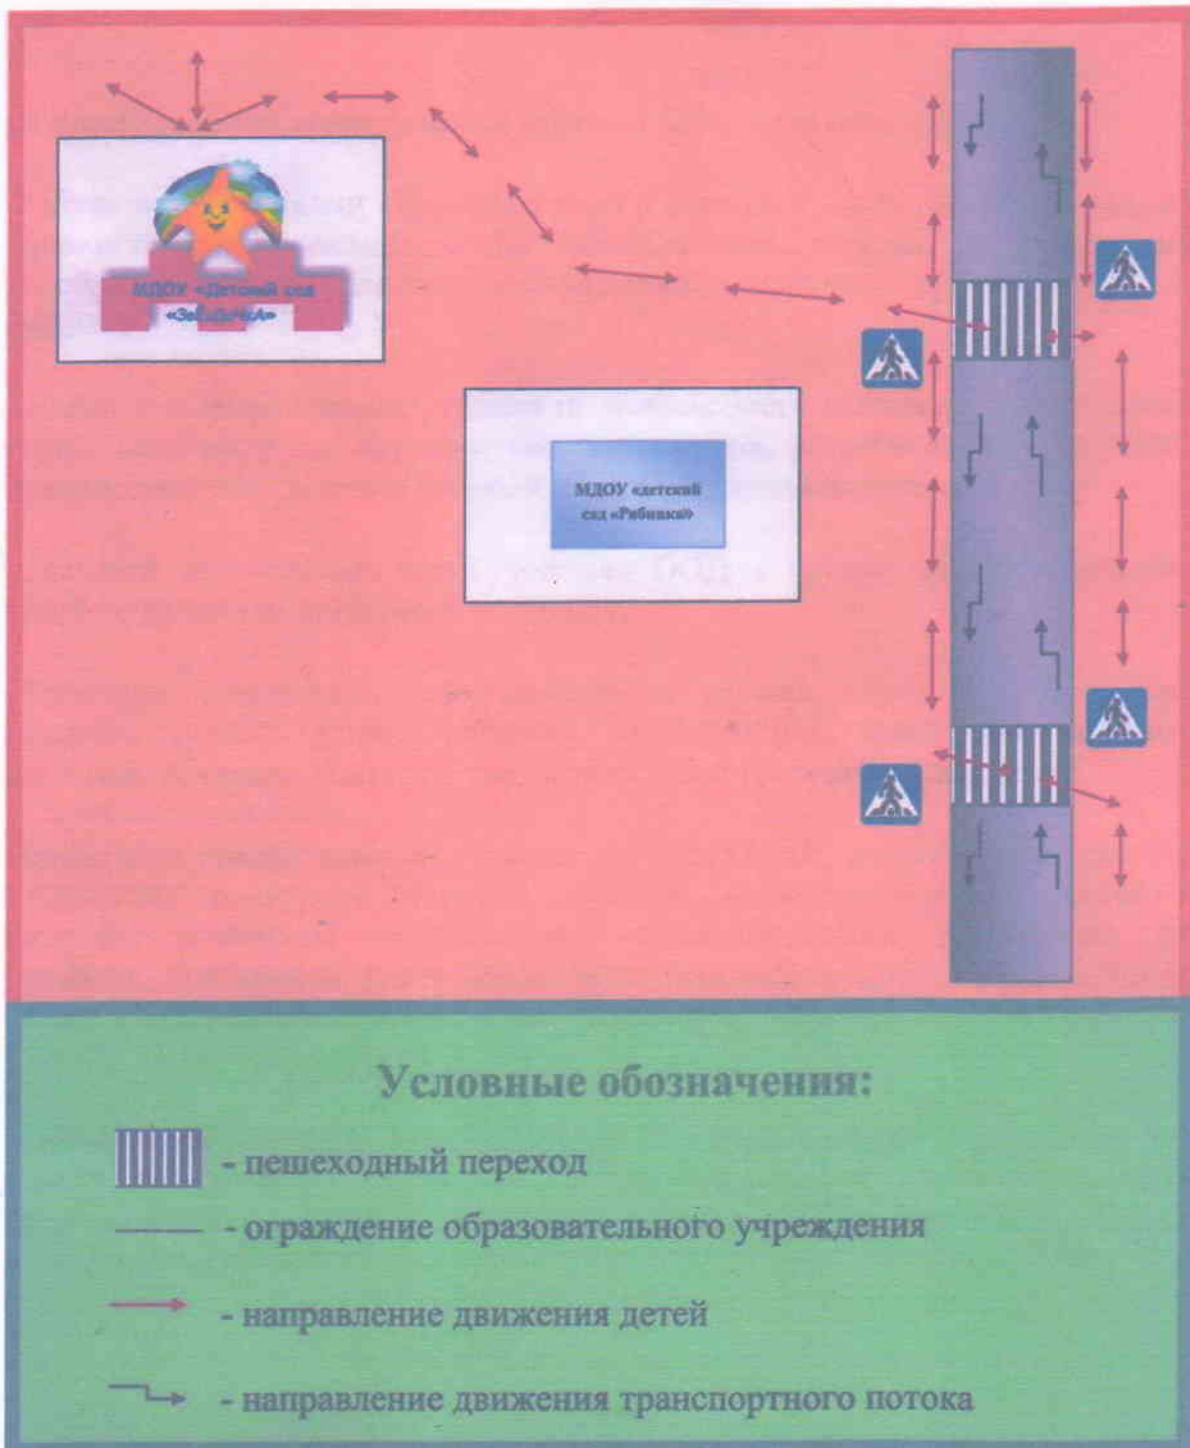 МДОУ «Детский сад
«ЗвёздочкА»
МДОУ «детский
сад «Рябинка»
Условные обозначения:
- пешеходный переход
- ограждение образовательного учреждения
- направление движения детей
- направление движения транспортного потока